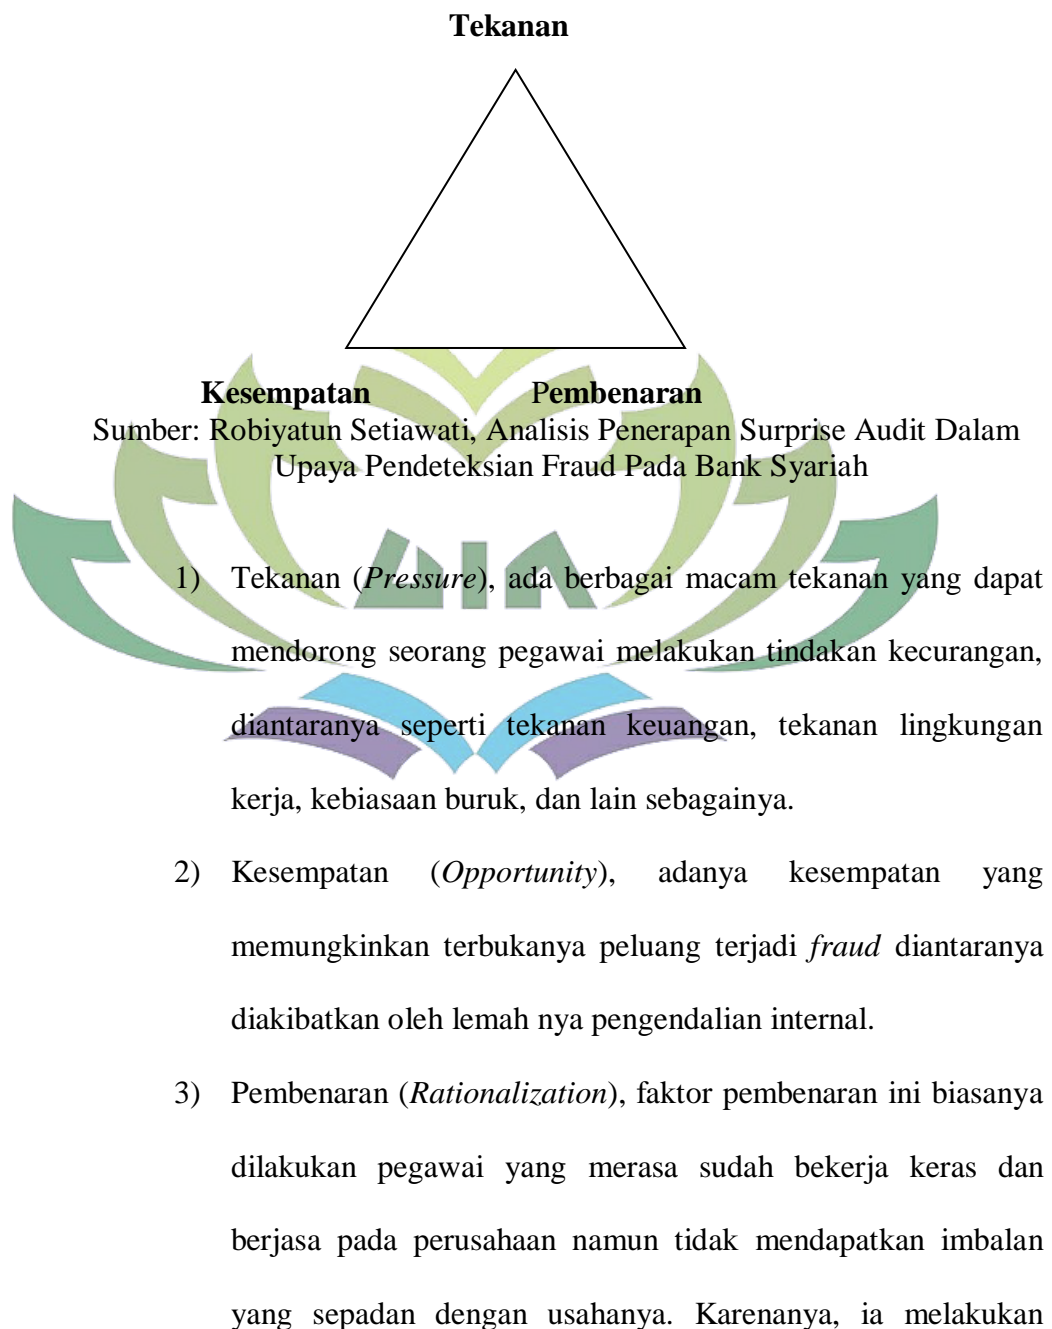 Tekanan
Kesempatan Pembenaran
Sumber: Robiyatun Setiawati, Analisis Penerapan Surprise Audit Dalam
Upaya Pendeteksian Fraud Pada Bank Syariah
1) Tekanan (Pressure), ada berbagai macam tekanan yang dapat
mendorong seorang pegawai melakukan tindakan kecurangan,
diantaranya seperti tekanan keuangan, tekanan lingkungan
kerja, kebiasaan buruk, dan lain sebagainya.
2) Kesempatan (Opportunity), adanya kesempatan yang
memungkinkan terbukanya peluang terjadi fraud diantaranya
diakibatkan oleh lemah nya pengendalian internal.
3) Pembenaran (Rationalization), faktor pembenaran ini biasanya
dilakukan pegawai yang merasa sudah bekerja keras dan
berjasa pada perusahaan namun tidak mendapatkan imbalan
yang sepadan dengan usahanya. Karenanya, ia melakukan